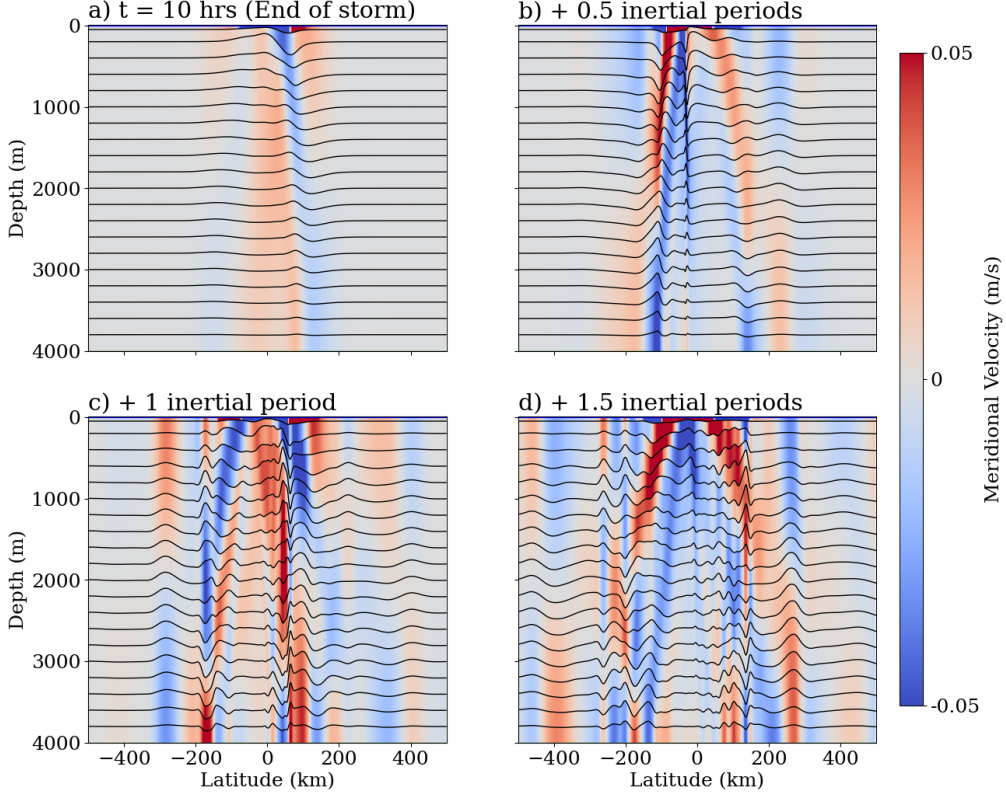 a) t = 10 hrs (End of storm)
b) + 0.5 inertial periods
0
1000
2000
3000
4000
Depth (m)
0.05
0
-0.05
Meridional Velocity (m/s)
c) + 1 inertial period
d) + 1.5 inertial periods
0
1000
2000
3000
4000
Depth (m)
−400 −200 0 200 400
−400 −200 0 200 400
Latitude (km)
Latitude (km)